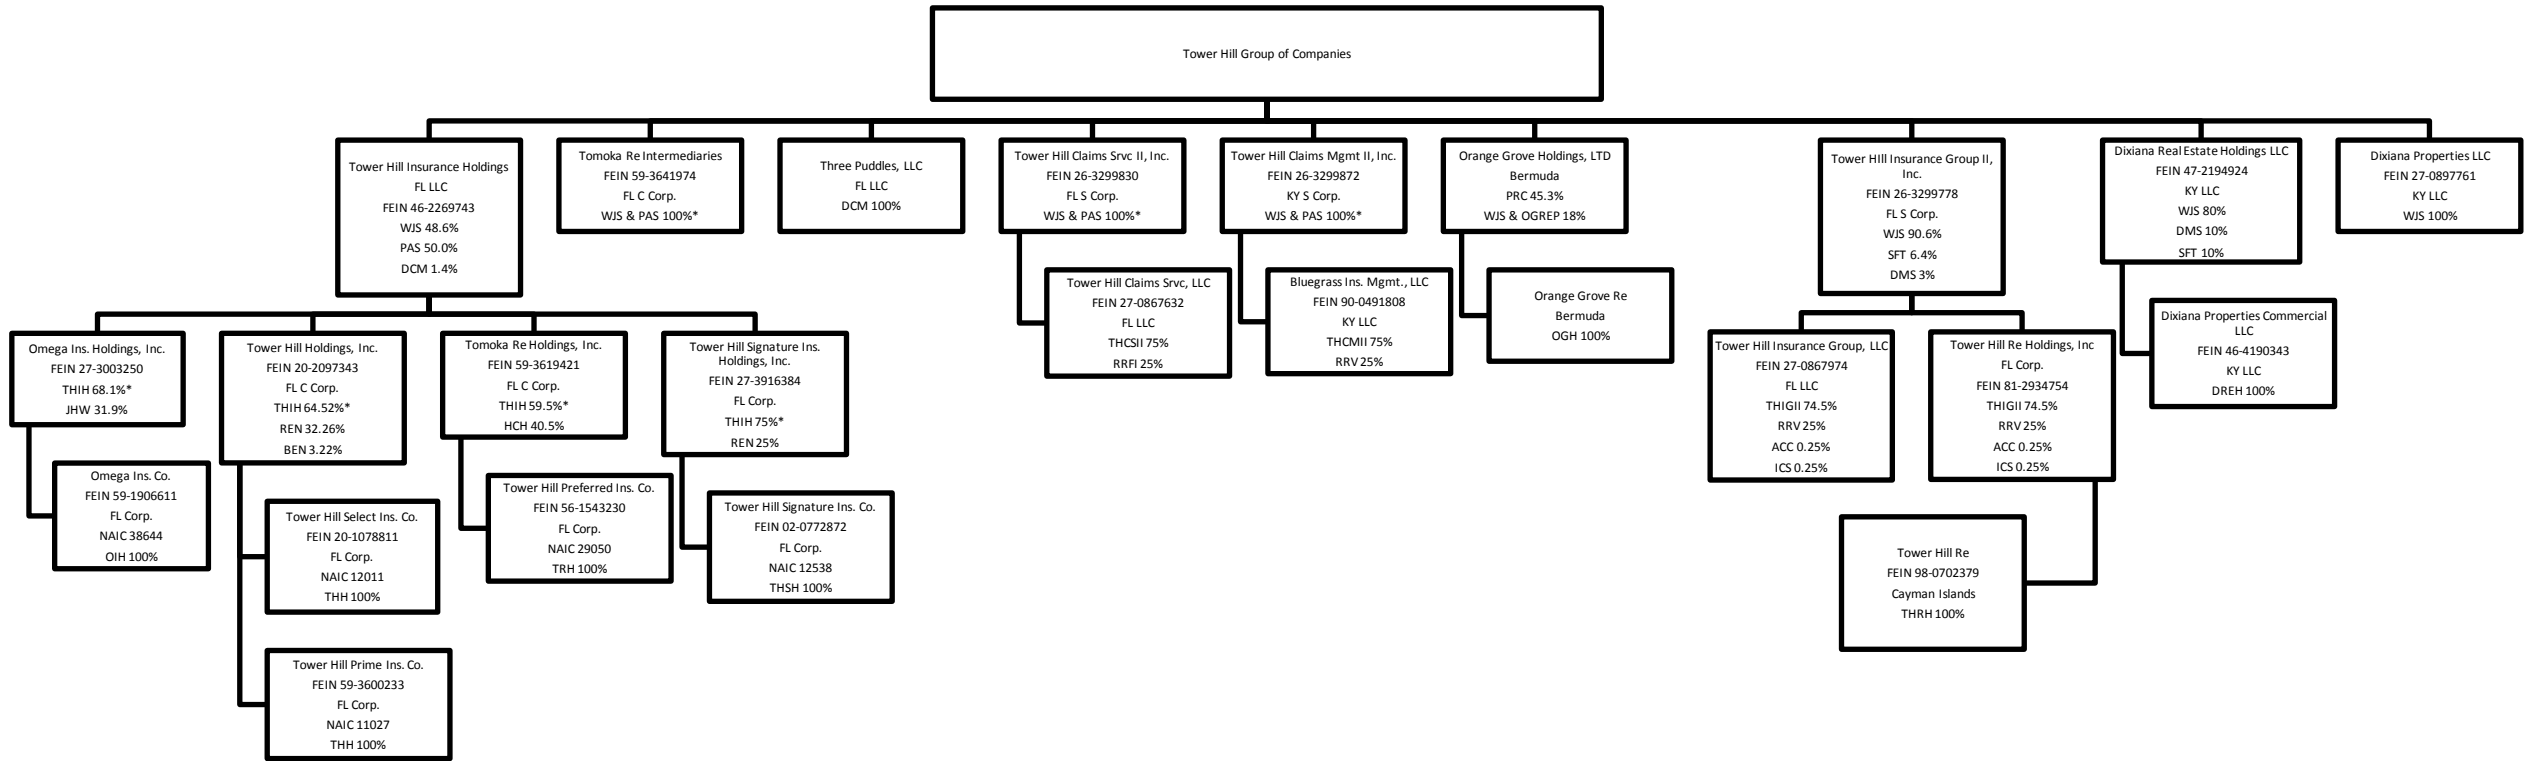 Tower Hill Group of Companies
Tower Hill Insurance Holdings
FL LLC
FEIN 46-2269743
WJS 48.6%
PAS 50.0%
DCM 1.4%
Tomoka Re Intermediaries
FEIN 59-3641974
FL C Corp.
WJS & PAS 100%*
Three Puddles, LLC
FL LLC
DCM 100%
Tower Hill Claims Srvc II, Inc.
FEIN 26-3299830
FL S Corp.
WJS & PAS 100%*
Tower Hill Claims Mgmt II, Inc.
FEIN 26-3299872
KY S Corp.
WJS & PAS 100%*
Orange Grove Holdings, LTD
Bermuda
PRC 45.3%
WJS & OGREP 18%
Tower HIll Insurance Group II,
Inc.
FEIN 26-3299778
FL S Corp.
WJS 90.6%
SFT 6.4%
DMS 3%
Dixiana Real Estate Holdings LLC
FEIN 47-2194924
KY LLC
WJS 80%
DMS 10%
SFT 10%
Dixiana Properties LLC
FEIN 27-0897761
KY LLC
WJS 100%
Tower Hill Claims Srvc, LLC
FEIN 27-0867632
FL LLC
THCSII 75%
RRFI 25%
Bluegrass Ins. Mgmt., LLC
FEIN 90-0491808
KY LLC
THCMII 75%
RRV 25%
Orange Grove Re
Bermuda
OGH 100%
Dixiana Properties Commercial
LLC
FEIN 46-4190343
KY LLC
DREH 100%
Omega Ins. Holdings, Inc.
FEIN 27-3003250
THIH 68.1%*
JHW 31.9%
Tower Hill Holdings, Inc.
FEIN 20-2097343
FL C Corp.
THIH 64.52%*
REN 32.26%
BEN 3.22%
Tomoka Re Holdings, Inc.
FEIN 59-3619421
FL C Corp.
THIH 59.5%*
HCH 40.5%
Tower Hill Signature Ins.
Holdings, Inc.
FEIN 27-3916384
FL Corp.
THIH 75%*
REN 25%
Tower Hill Insurance Group, LLC
FEIN 27-0867974
FL LLC
THIGII 74.5%
RRV 25%
ACC 0.25%
ICS 0.25%
Tower Hill Re Holdings, Inc
FL Corp.
FEIN 81-2934754
THIGII 74.5%
RRV 25%
ACC 0.25%
ICS 0.25%
Omega Ins. Co.
FEIN 59-1906611
FL Corp.
NAIC 38644
OIH 100%
Tower Hill Select Ins. Co.
FEIN 20-1078811
FL Corp.
NAIC 12011
THH 100%
Tower Hill Preferred Ins. Co.
FEIN 56-1543230
FL Corp.
NAIC 29050
TRH 100%
Tower Hill Signature Ins. Co.
FEIN 02-0772872
FL Corp.
NAIC 12538
THSH 100%
Tower Hill Re
FEIN 98-0702379
Cayman Islands
THRH 100%
Tower Hill Prime Ins. Co.
FEIN 59-3600233
FL Corp.
NAIC 11027
THH 100%